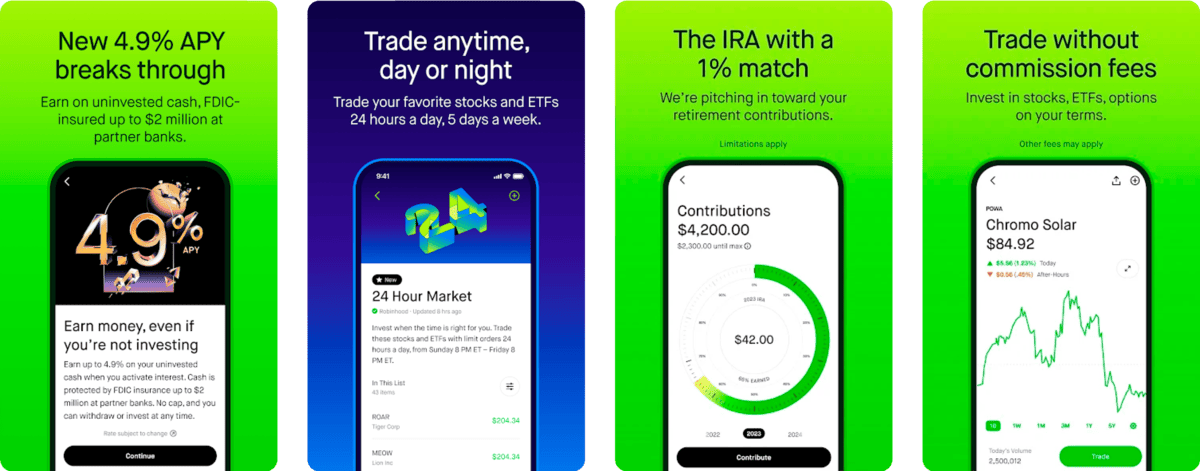 New 4.9% APY
breaks through
Earn on uninvested cash, FDIC-
insured up to $2 million at
partner banks.
4.9%
APY
Earn money, even if
you're not investing
Earn up to 4.9% on your uninvested
cash when you activate interest. Cash is
protected by FDIC insurance up to $2
million at partner banks. No cap, and you
can withdraw or invest at any time.
Rate subject to change
Continue
Trade anytime,
day or night
Trade your favorite stocks and ETFs
24 hours a day, 5 days a week.
9:41
24
New
24 Hour Market
Robinhood · Updated 8 hrs ago
Invest when the time is right for you. Trade
these stocks and ETFs with limit orders 24
hours a day, from Sunday 8 PM ET – Friday 8
PM ET.
In This List
43 items
ROAR
Tiger Corp
$204.34
MEOW
Lion Inc
$204.34
The IRA with a
1% match
We're pitching in toward your
retirement contributions.
Limitations apply
Contributions
$4,200.00
$2,300.00 until max
2023 IRA
$42.00
EARNED
2022
2023
2024
Contribute
Trade without
commission fees
Invest in stocks, ETFs, options
on your terms.
Other fees may apply
POWA
Chromo Solar
$84.92
$5.56 (1.23%) Today
$0.56 (.45%) After-Hours
1D
1W
1M
3M
1Y
5Y
Today's Volume
2,500,012
Trade